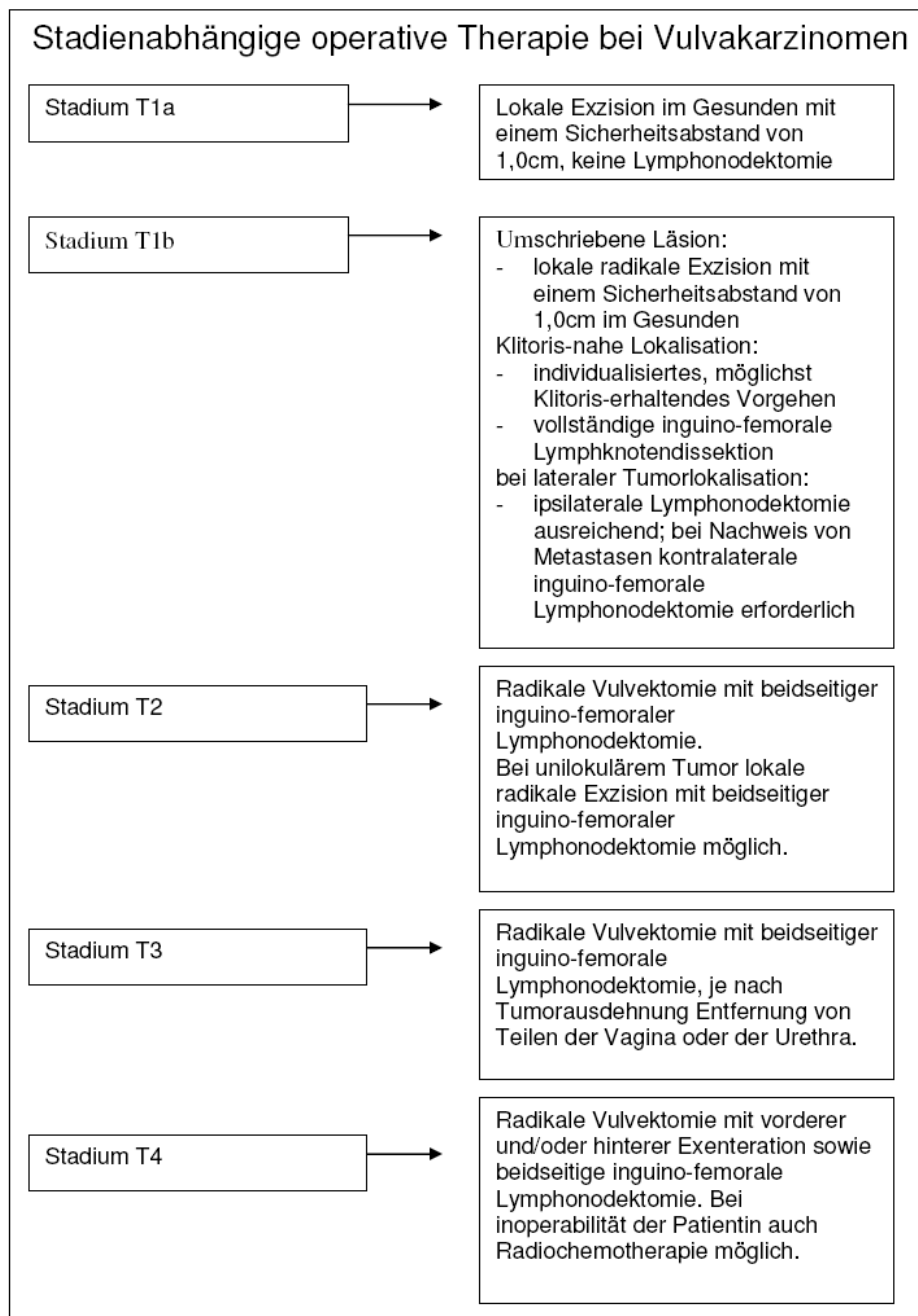 Stadienabhängige operative Therapie bei Vulvakarzinomen
Stadium T1a
Lokale Exzision im Gesunden mit
einem Sicherheitsabstand von
1,0cm, keine Lymphonodektomie
Stadium T1b
Umschriebene Läsion:
- lokale radikale Exzision mit
einem Sicherheitsabstand von
1,0cm im Gesunden
Klitoris-nahe Lokalisation:
- individualisiertes, möglichst
Klitoris-erhaltendes Vorgehen
- vollständige inguino-femorale
Lymphknotendissektion
bei lateraler Tumorlokalisation:
- ipsilaterale Lymphonodektomie
ausreichend; bei Nachweis von
Metastasen kontralaterale
inguino-femorale
Lymphonodektomie erforderlich
Stadium T2
Radikale Vulvektomie mit beidseitiger
inguino-femoraler
Lymphonodektomie.
Bei unilokulärem Tumor lokale
radikale Exzision mit beidseitiger
inguino-femoraler
Lymphonodektomie möglich.
Stadium T3
Radikale Vulvektomie mit beidseitiger
inguino-femorale
Lymphonodektomie, je nach
Tumorausdehnung Entfernung von
Teilen der Vagina oder der Urethra.
Stadium T4
Radikale Vulvektomie mit vorderer
und/oder hinterer Exenteration sowie
beidseitige inguino-femorale
Lymphonodektomie. Bei
inoperabilität der Patientin auch
Radiochemotherapie möglich.